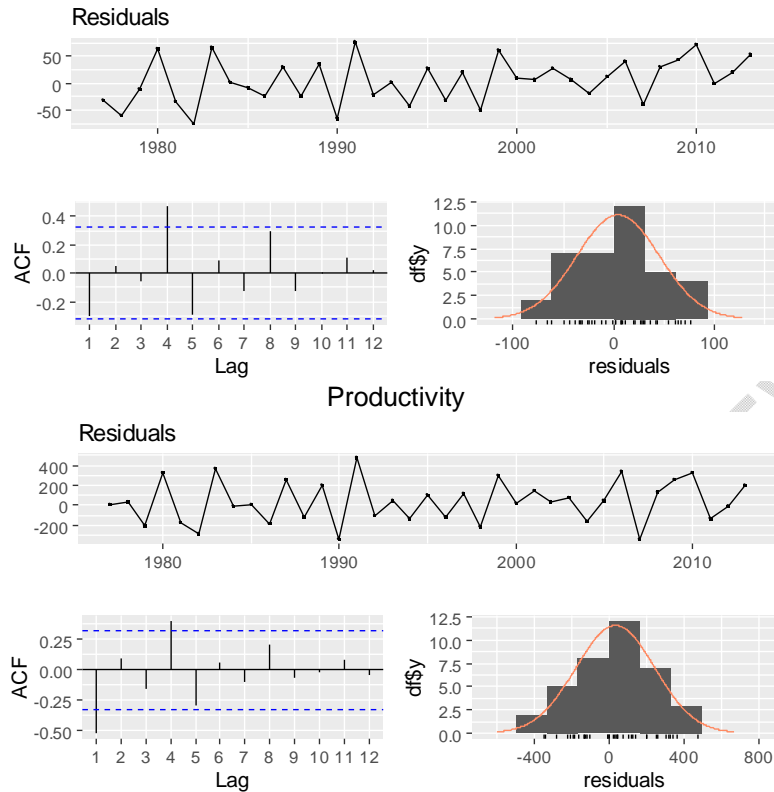 Residuals
50
0
-50
1980 1990 2000 2010
ACF
0.4
0.2
0.0
-0.2
1 2 3 4 5 6 7 8 9 10 11 12
Lag
df$y
12.5
10.0
7.5
5.0
2.5
0.0
-100 0 100
residuals
Productivity
Residuals
400
200
0
-200
1980 1990 2000 2010
ACF
0.25
0.00
-0.25
-0.50
1 2 3 4 5 6 7 8 9 10 11 12
Lag
df$y
12.5
10.0
7.5
5.0
2.5
0.0
-400 0 400 800
residuals